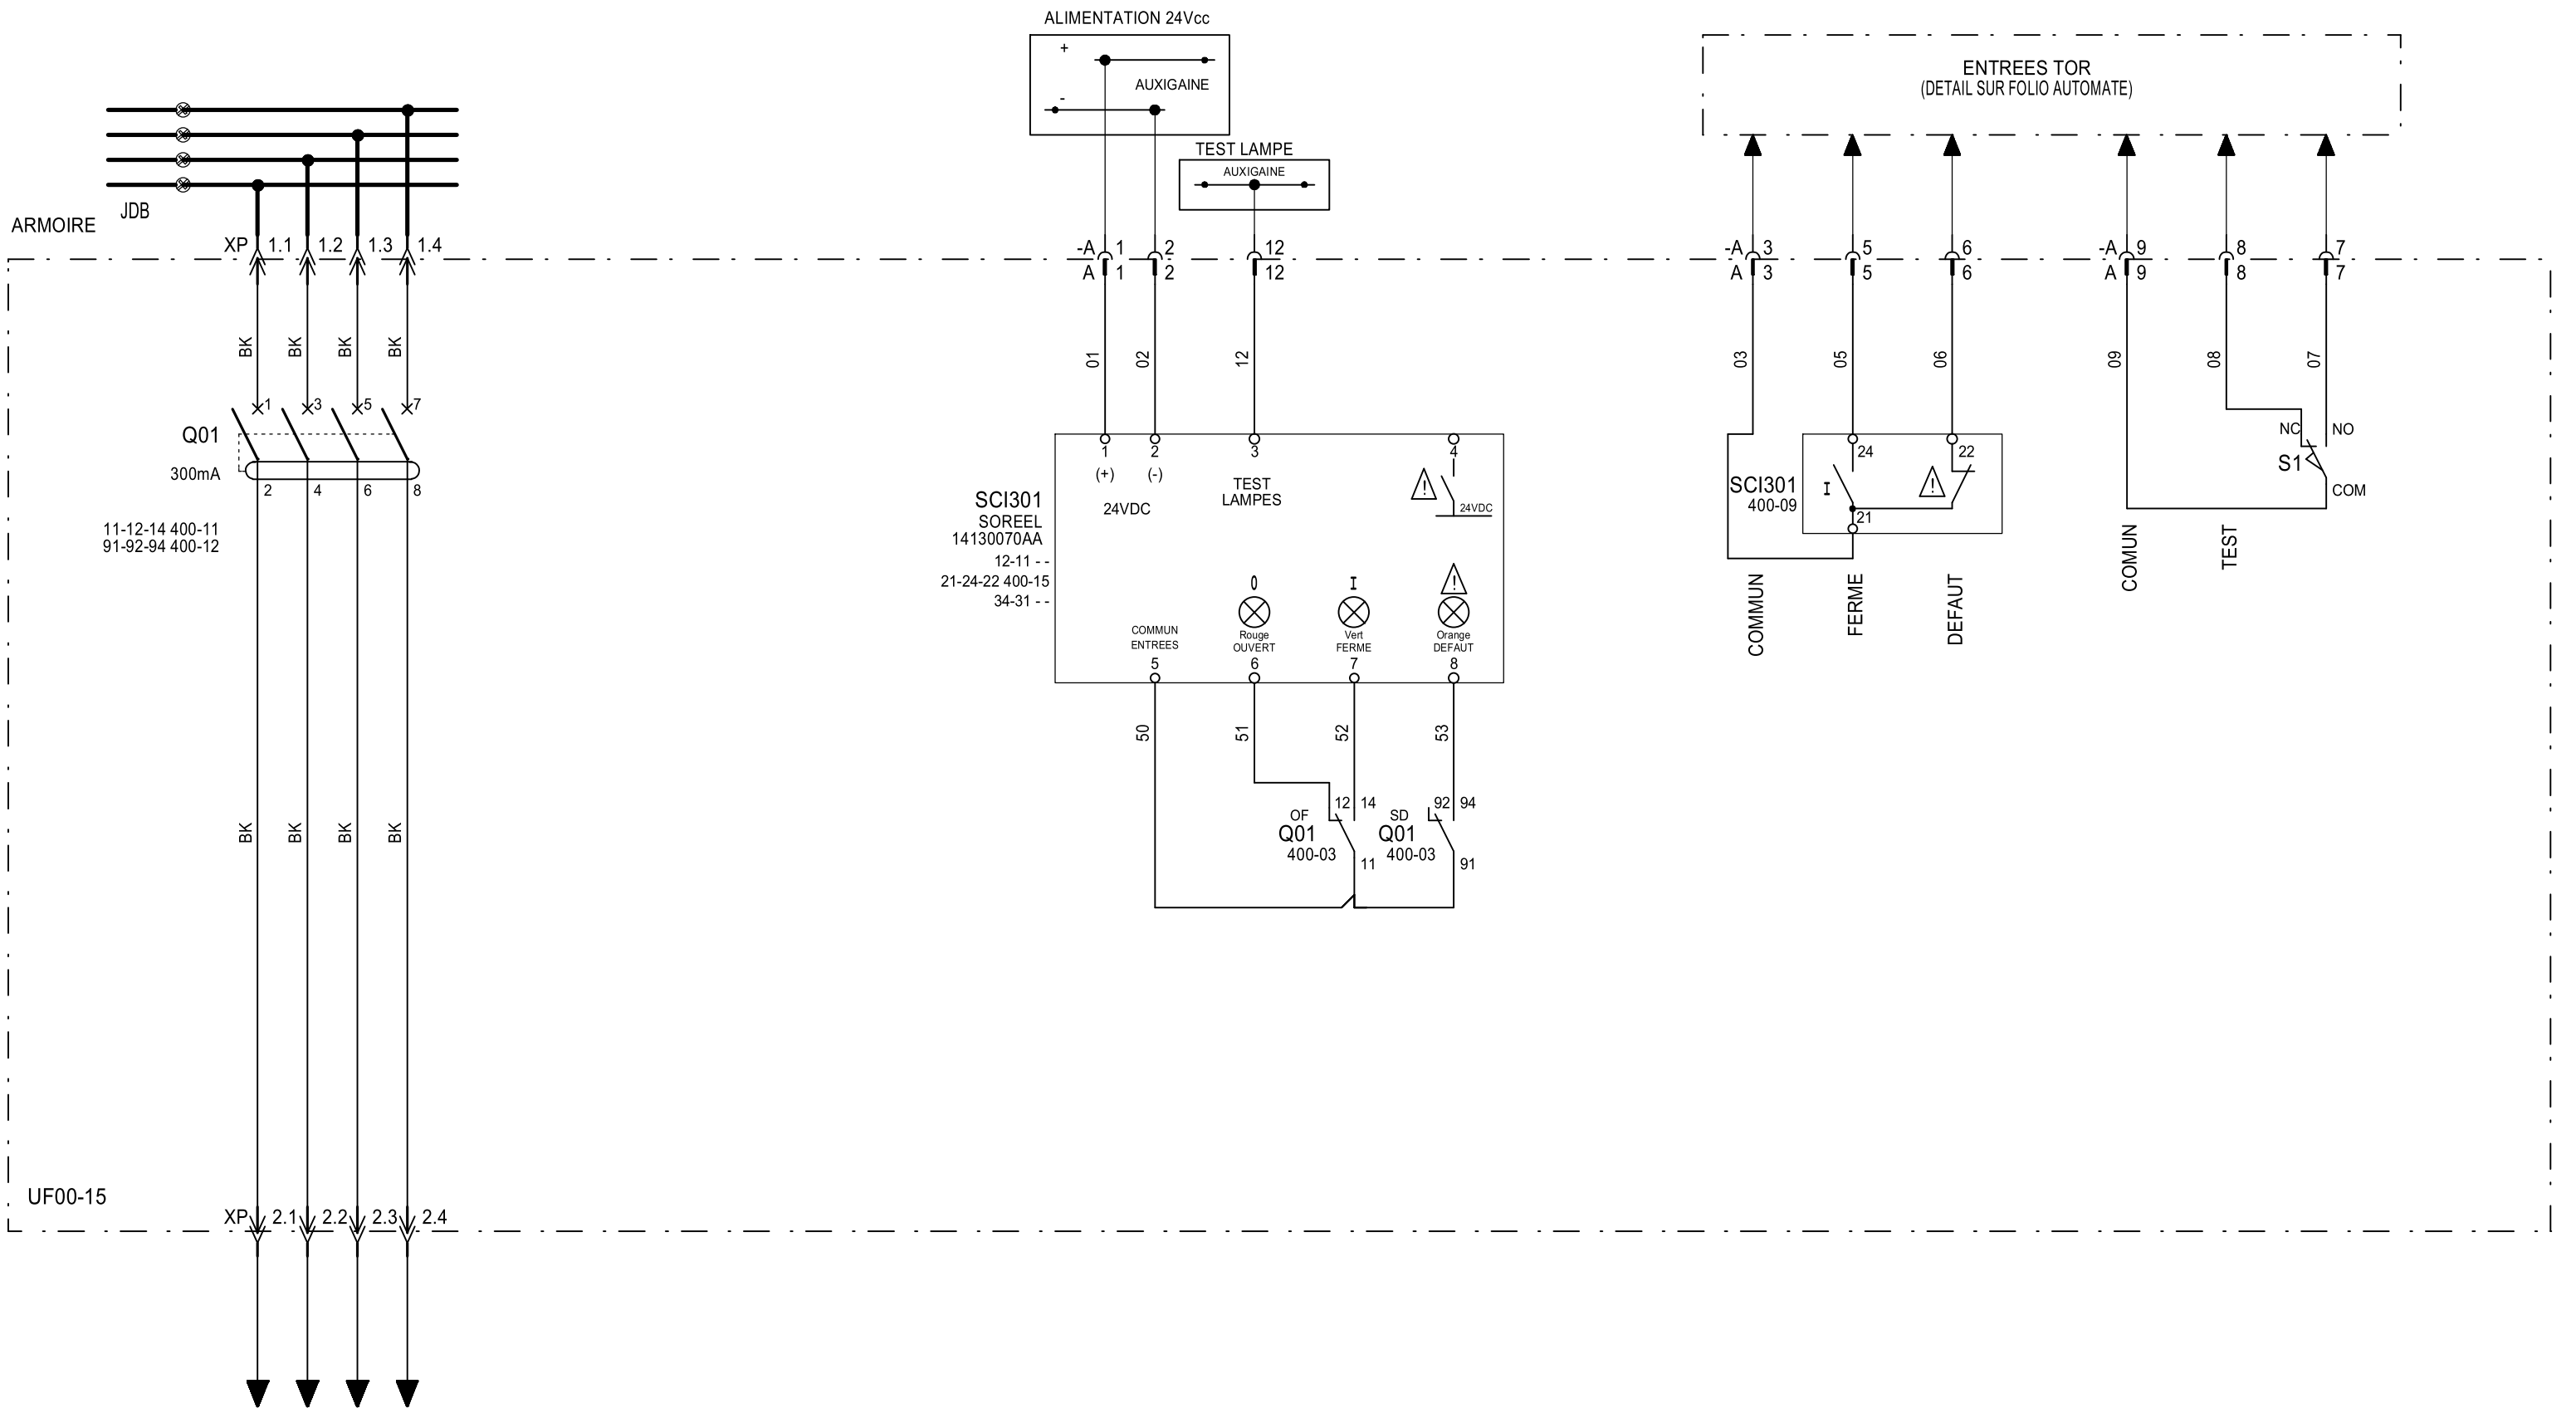 ALIMENTATION 24Vcc
+
AUXIGAINE
-
TEST LAMPE
AUXIGAINE
ENTREES TOR
(DETAIL SUR FOLIO AUTOMATE)
JDB
ARMOIRE
XP 1.1 1.2 1.3 1.4
-A 1 2 12
A 1 2 12
-A 3 5 6
A 3 5 6
-A 9 8 7
A 9 8 7
BK BK BK BK
01 02 12
03 05 06
09 08 07
1 3 5 7
Q01
300mA
2 4 6 8
11-12-14 400-11
91-92-94 400-12
1 2 3 4
(+) (-)
TEST
LAMPES
24VDC
24VDC
!
SCI301
SOREEL
14130070AA
12-11 - -
21-24-22 400-15
34-31 - -
0 I !
COMMUN
ENTREES
Rouge
OUVERT
Vert
FERME
Orange
DEFAUT
5 6 7 8
24 22
SCI301
400-09
I !
21
COMMUN
FERME
DEFAUT
NC NO
S1
COM
COMUN
TEST
50 51 52 53
12 14
OF
Q01
400-03
11
92 94
SD
Q01
400-03
91
BK BK BK BK
UF00-15
XP 2.1 2.2 2.3 2.4